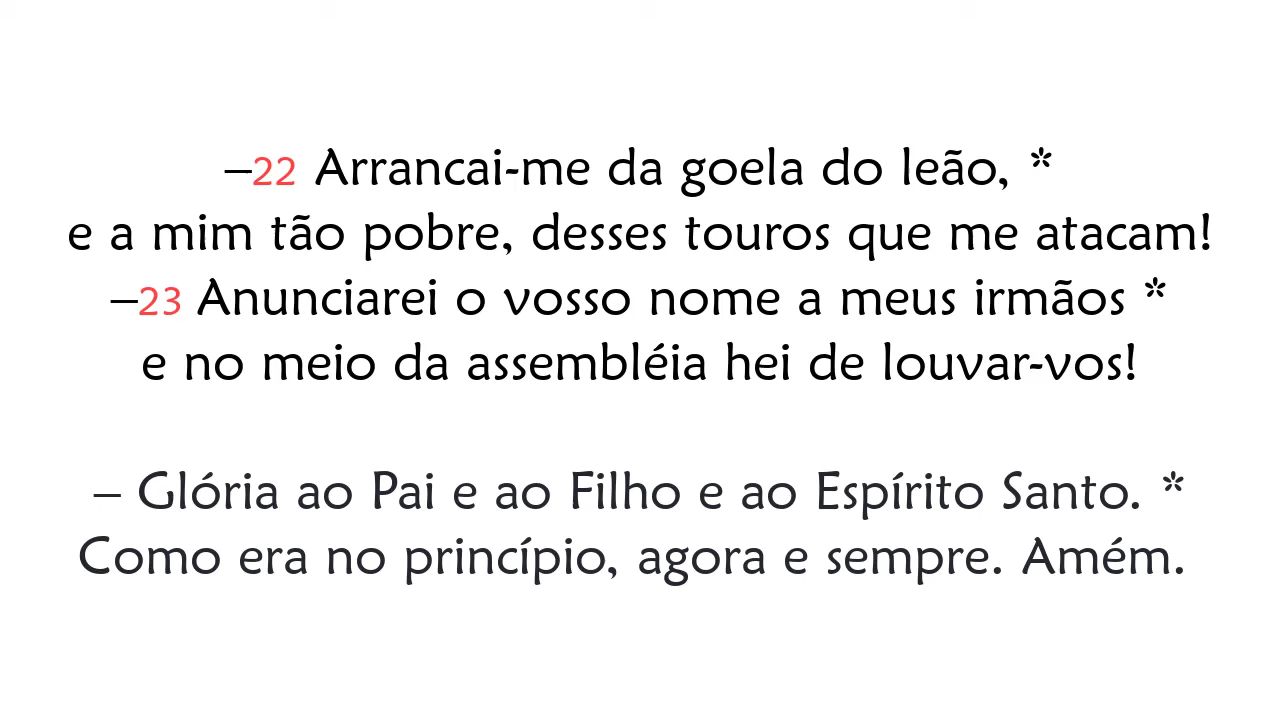 –22 Arrancai-me da goela do leão, *
e a mim tão pobre, desses touros que me atacam!
–23 Anunciarei o vosso nome a meus irmãos *
e no meio da assembléia hei de louvar-vos!
– Glória ao Pai e ao Filho e ao Espírito Santo. *
Como era no princípio, agora e sempre. Amém.